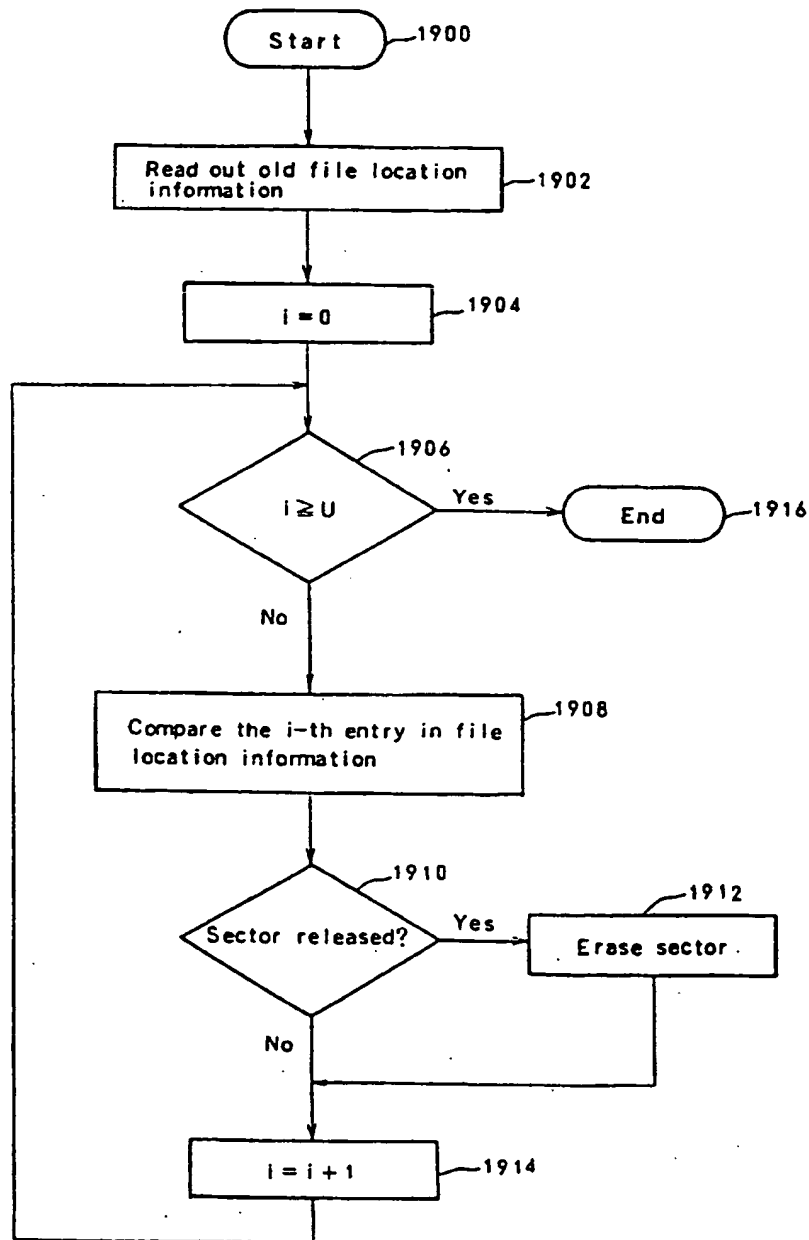 Start
1900
Read out old file location
information
1902
i = 0
1904
1906
i ≧ U
Yes
End
1916
No
Compare the i-th entry in file
location information
1908
1910
Sector released?
Yes
1912
Erase sector
No
i = i + 1
1914